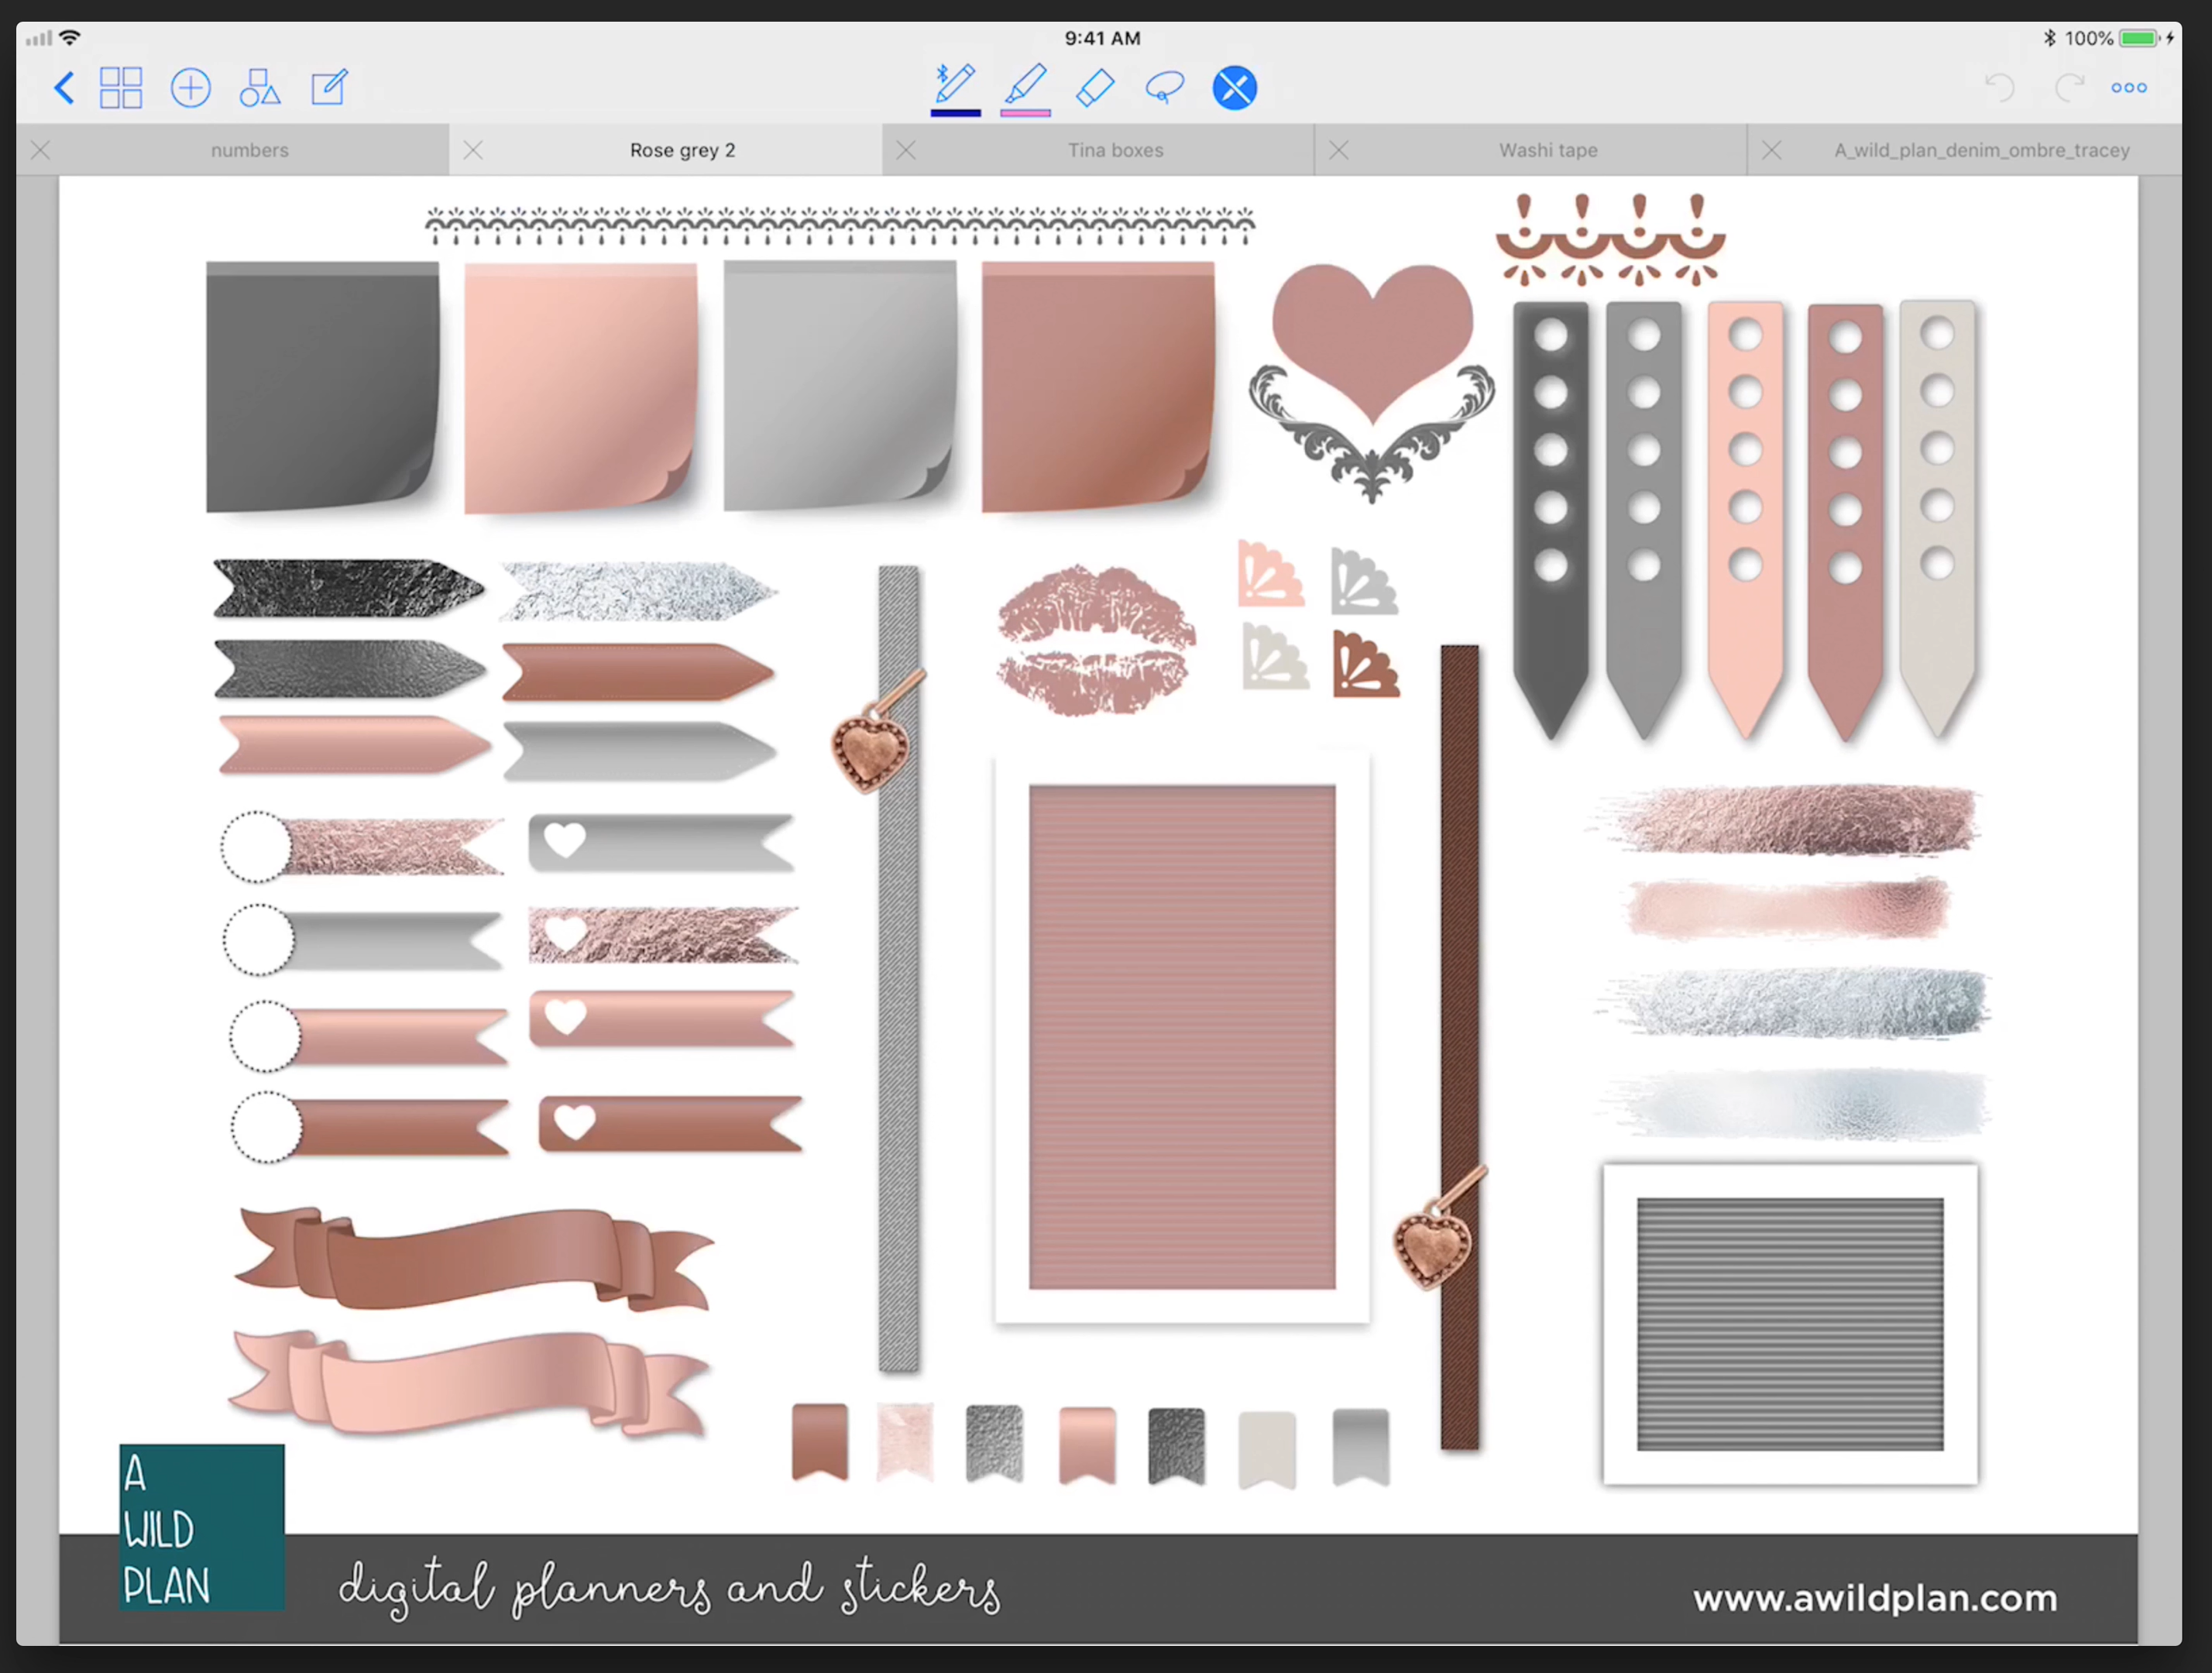 9:41 AM
100%
numbers
Rose grey 2
Tina boxes
Washi tape
A_wild_plan_denim_ombre_tracey
A
WILD
PLAN
digital planners and stickers
www.awildplan.com